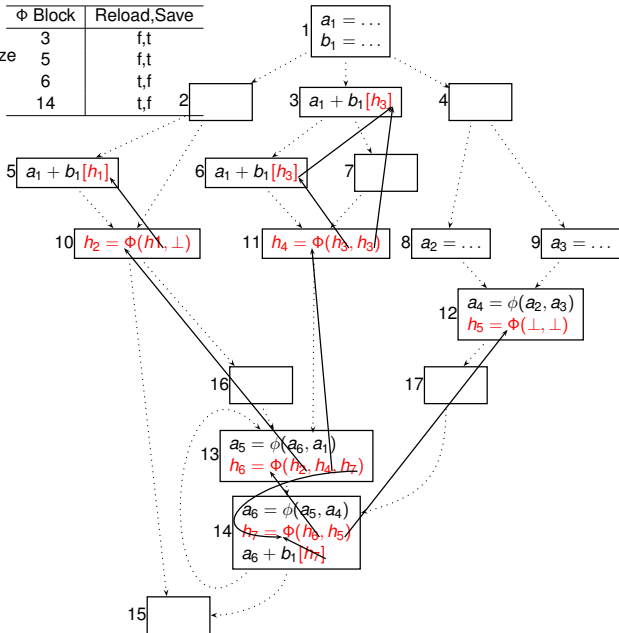 Φ Block Reload,Save
3 f,t
ze 5 f,t
6 t,f
14 t,f
1 a₁ = …
b₁ = …
2
3 a₁ + b₁[h₃]
4
5 a₁ + b₁[h₁]
6 a₁ + b₁[h₃]
7
10 h₂ = Φ(h1, ⊥)
11 h₄ = Φ(h₃, h₃)
8 a₂ = …
9 a₃ = …
12 a₄ = ϕ(a₂, a₃)
h₅ = Φ(⊥, ⊥)
16
17
13 a₅ = ϕ(a₆, a₁)
h₆ = Φ(h₂, h₄, h₇)
14 a₆ = ϕ(a₅, a₄)
h₇ = Φ(h₆, h₅)
a₆ + b₁[h₇]
15